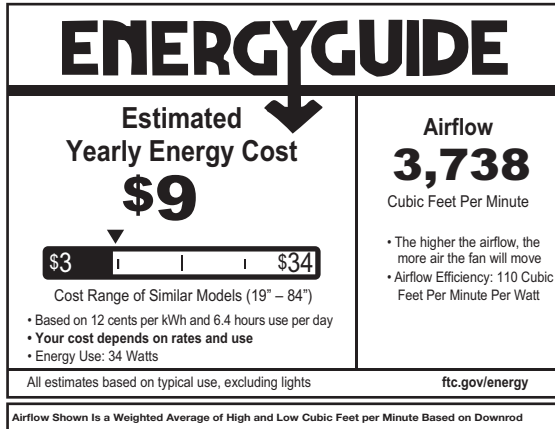 ENERGYGUIDE
Estimated
Yearly Energy Cost
$9
$3
$34
Cost Range of Similar Models (19” – 84”)
• Based on 12 cents per kWh and 6.4 hours use per day
• Your cost depends on rates and use
• Energy Use: 34 Watts
Airflow
3,738
Cubic Feet Per Minute
• The higher the airflow, the
more air the fan will move
• Airflow Efficiency: 110 Cubic
Feet Per Minute Per Watt
All estimates based on typical use, excluding lights
ftc.gov/energy
Airflow Shown Is a Weighted Average of High and Low Cubic Feet per Minute Based on Downrod